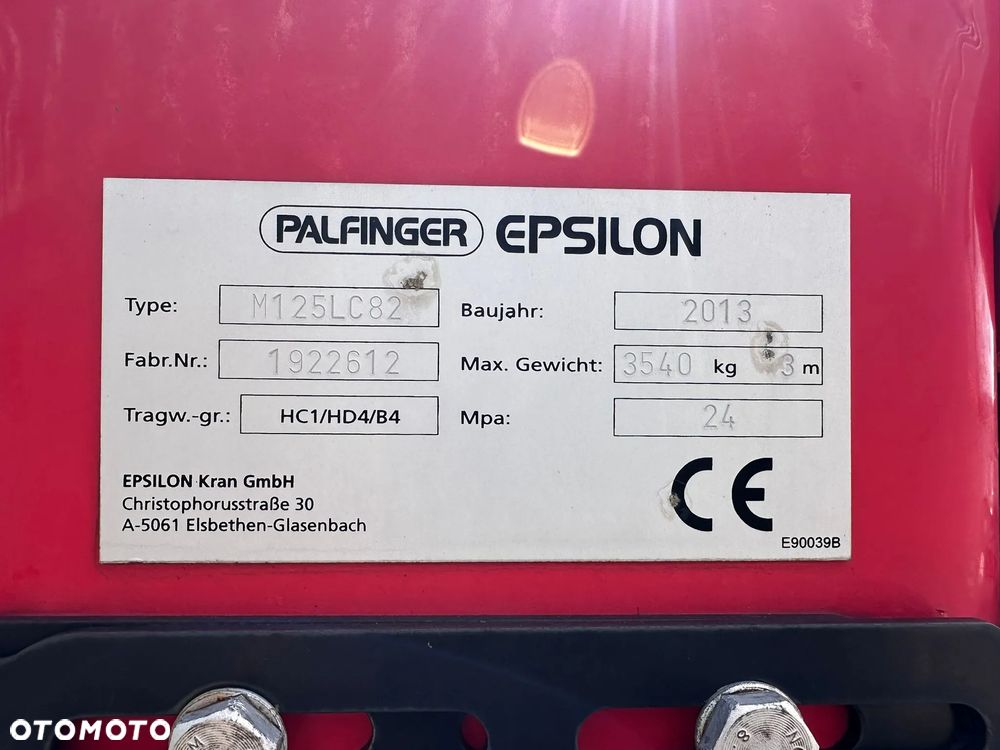 PALFINGER EPSILON
Type: M125LC82 Baujahr: 2013
Fabr.Nr.: 1922612 Max. Gewicht: 3540 kg 3 m
Tragw.-gr.: HC1/HD4/B4 Mpa: 24
EPSILON Kran GmbH
Christophorusstraße 30
A-5061 Elsbethen-Glasenbach
CE
E90039B
OTOMOTO